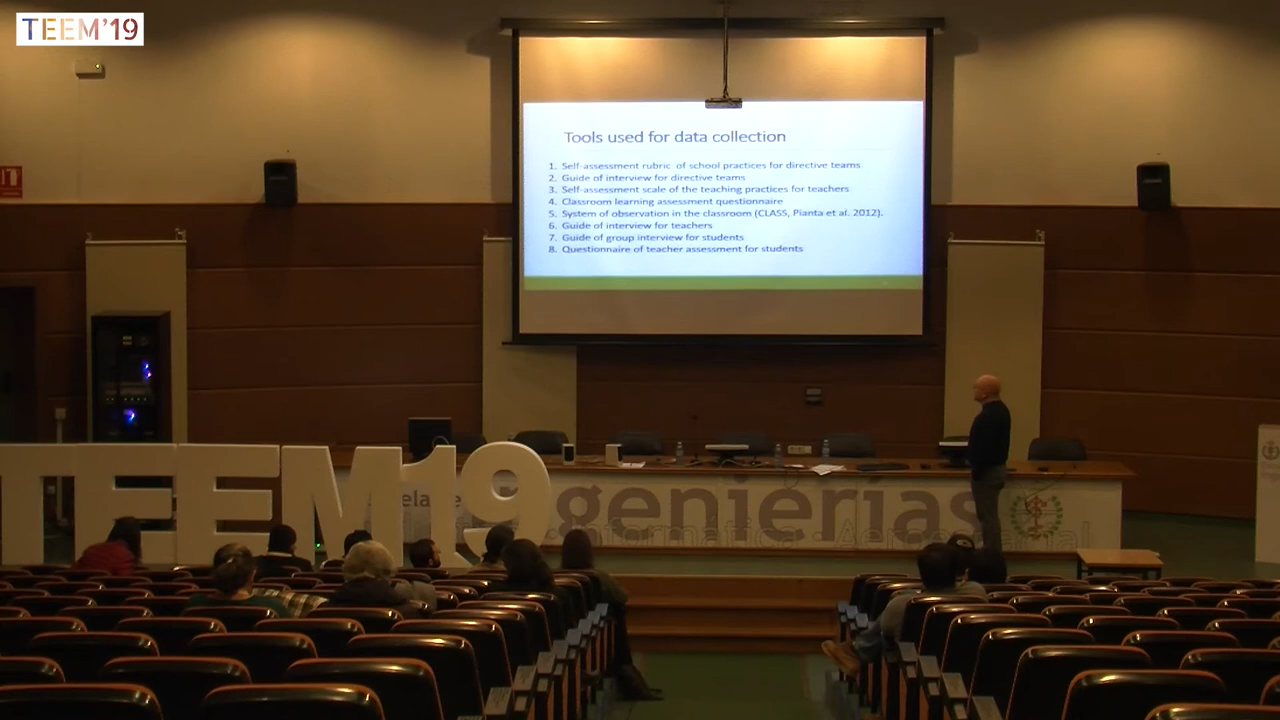 TEEM'19
Tools used for data collection
1. Self-assessment rubric of school practices for directive teams
2. Guide of interview for directive teams
3. Self-assessment scale of the teaching practices for teachers
4. Classroom learning assessment questionnaire
5. System of observation in the classroom (CLASS, Pianta et al. 2012).
6. Guide of interview for teachers
7. Guide of group interview for students
8. Questionnaire of teacher assessment for students
TEEM19
genierías
Informática